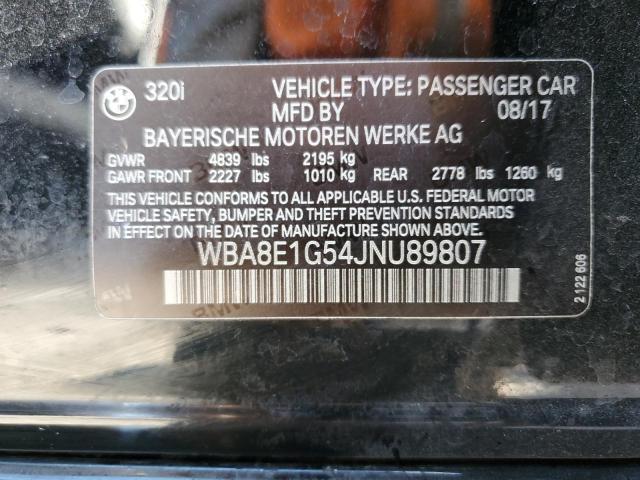 320i VEHICLE TYPE: PASSENGER CAR
MFD BY 08/17
BAYERISCHE MOTOREN WERKE AG
GVWR 4839 lbs 2195 kg
GAWR FRONT 2227 lbs 1010 kg REAR 2778 lbs 1260 kg
THIS VEHICLE CONFORMS TO ALL APPLICABLE U.S. FEDERAL MOTOR
VEHICLE SAFETY, BUMPER AND THEFT PREVENTION STANDARDS
IN EFFECT ON THE DATE OF MANUFACTURE SHOWN ABOVE.
WBA8E1G54JNU89807
2 122 606